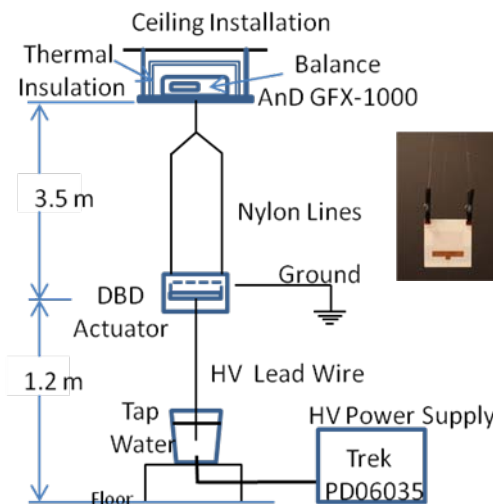 Ceiling Installation
Thermal
Insulation
Balance
AnD GFX-1000
3.5 m
Nylon Lines
Ground
DBD
Actuator
1.2 m
HV Lead Wire
Tap
Water
HV Power Supply
Trek
PD06035
Floor